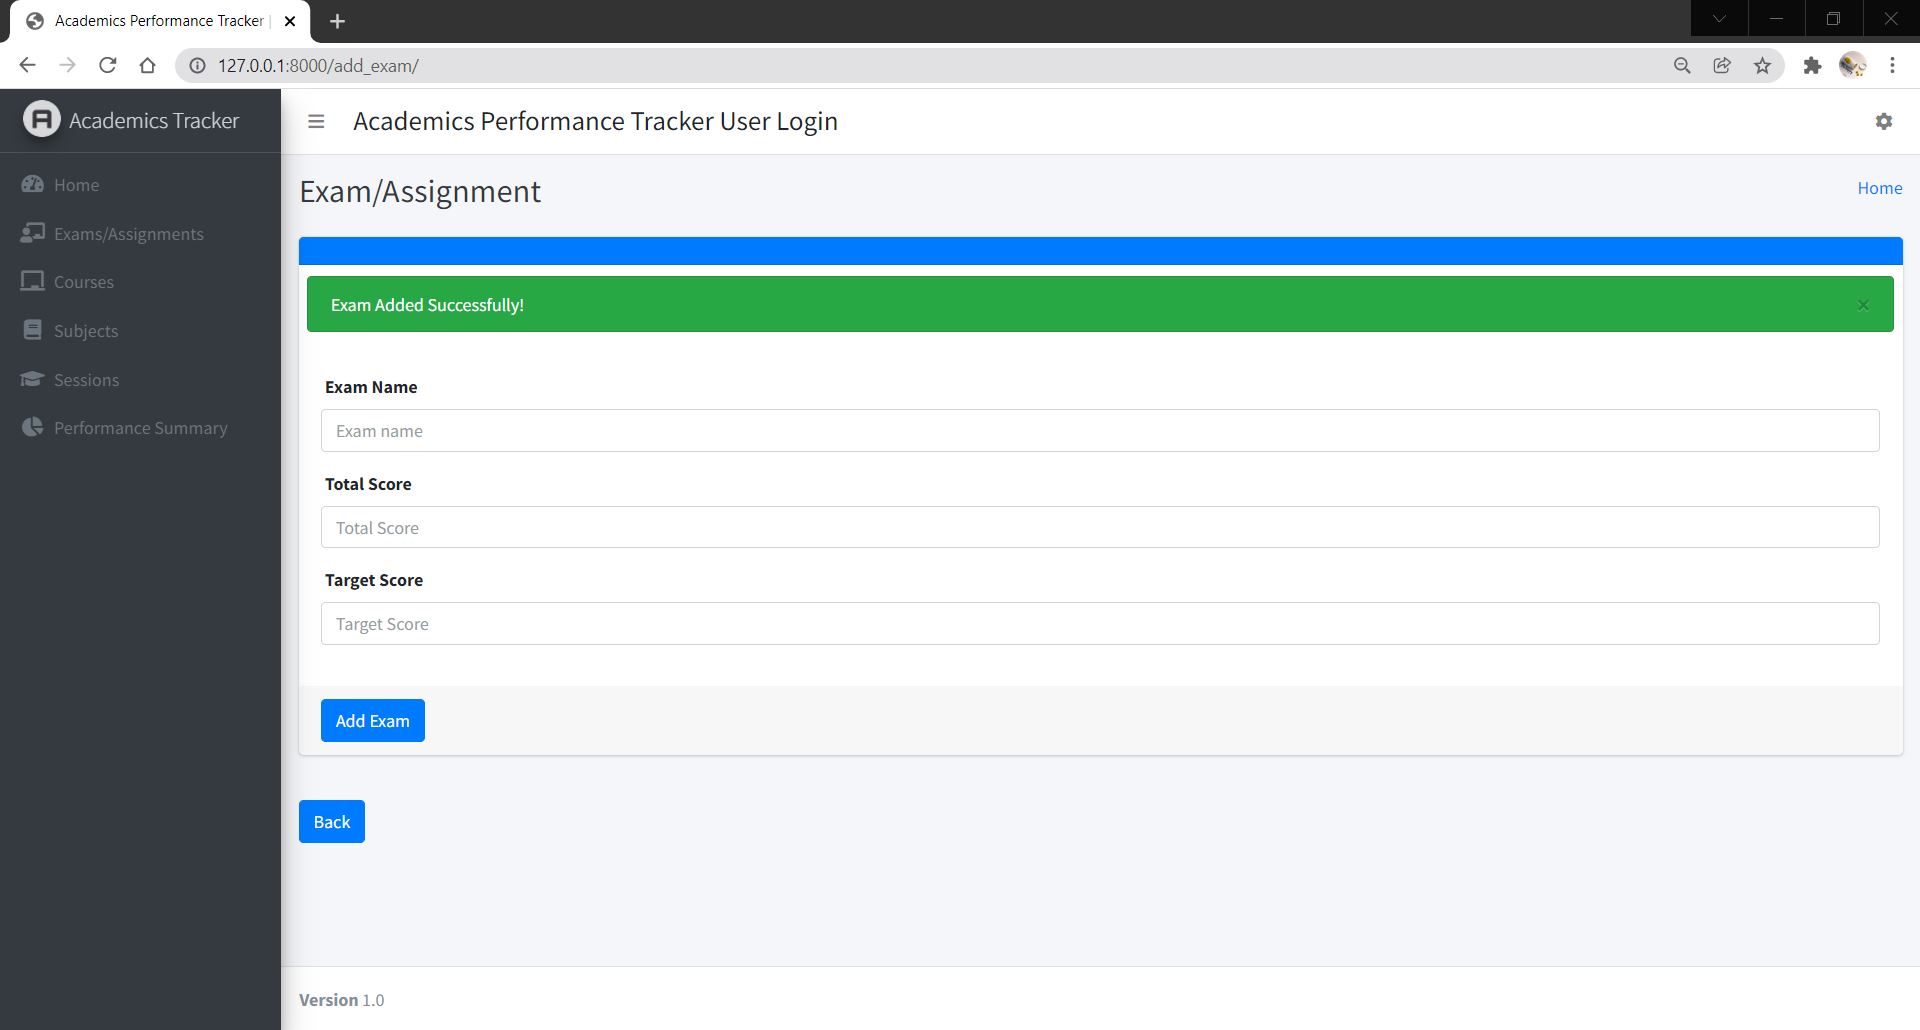 Academics Performance Tracker |
127.0.0.1:8000/add_exam/
Academics Tracker
Academics Performance Tracker User Login
Home
Exams/Assignments
Courses
Subjects
Sessions
Performance Summary
Exam/Assignment
Home
Exam Added Successfully!
×
Exam Name
Exam name
Total Score
Total Score
Target Score
Target Score
Add Exam
Back
Version 1.0